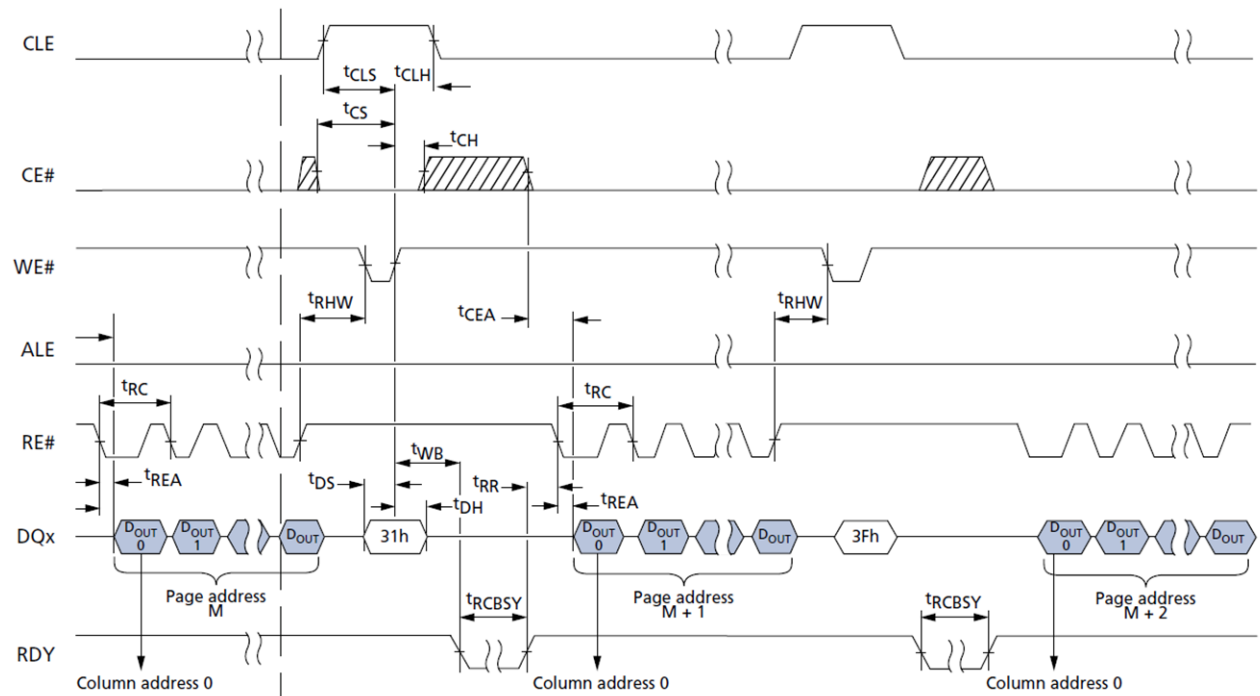 CLE
tCLS
tCLH
tCS
tCH
CE#
WE#
tRHW
tCEA
tRHW
ALE
tRC
tRC
RE#
tWB
tREA
tDS
tRR
tDH
tREA
DQx
DOUT 0
DOUT 1
DOUT
31h
DOUT 0
DOUT 1
DOUT
3Fh
DOUT 0
DOUT 1
DOUT
Page address
M
tRCBSY
Page address
M + 1
tRCBSY
Page address
M + 2
RDY
Column address 0
Column address 0
Column address 0